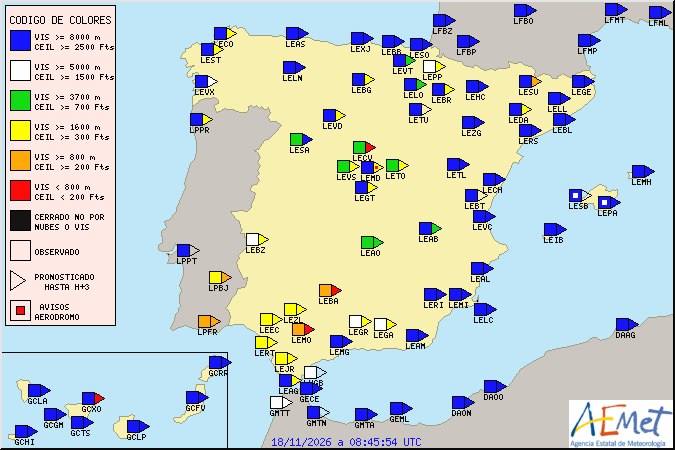 CODIGO DE COLORES
VIS >= 8000 m
CEIL >= 2500 Fts
VIS >= 5000 m
CEIL >= 1500 Fts
VIS >= 3700 m
CEIL >= 700 Fts
VIS >= 1600 m
CEIL >= 300 Fts
VIS >= 800 m
CEIL >= 200 Fts
VIS < 800 m
CEIL < 200 Fts
CERRADO NO POR
NUBES O VIS
OBSERVADO
PRONOSTICADO
HASTA H+3
AVISOS
AERODROMO
LFBO
LFMT
LFML
LFBZ
LECO
LEAS
LEXJ
LEBB
LESO
LFBP
LFMP
LEST
LEVT
LEPP
LELN
LEVX
LEBG
LELO
LEBR
LEHC
LESU
LEGE
LELL
LPPR
LEVD
LETU
LEDA
LEZG
LEBL
LERS
LESA
LECV
LEVS
LEMD
LETO
LETL
LEMH
LEGT
LECH
LEBT
LESB
LEPA
LEVC
LEBZ
LEAO
LEAB
LEIB
LPPT
LEAL
LPBJ
LEBA
LERI
LEMI
LEZL
LELC
LPFR
LEEC
LEMO
LEGR
LEGA
DAAG
LERT
LEMG
LEAM
LEJR
GCRR
LEAG
GECE
GCLA
GCXO
GCFV
GMTT
DAON
DAOO
GCGM
GCTS
GCLP
GMTN
GMTA
GEML
GCHI
18/11/2026 a 08:45:54 UTC
AEMet
Agencia Estatal de Meteorología